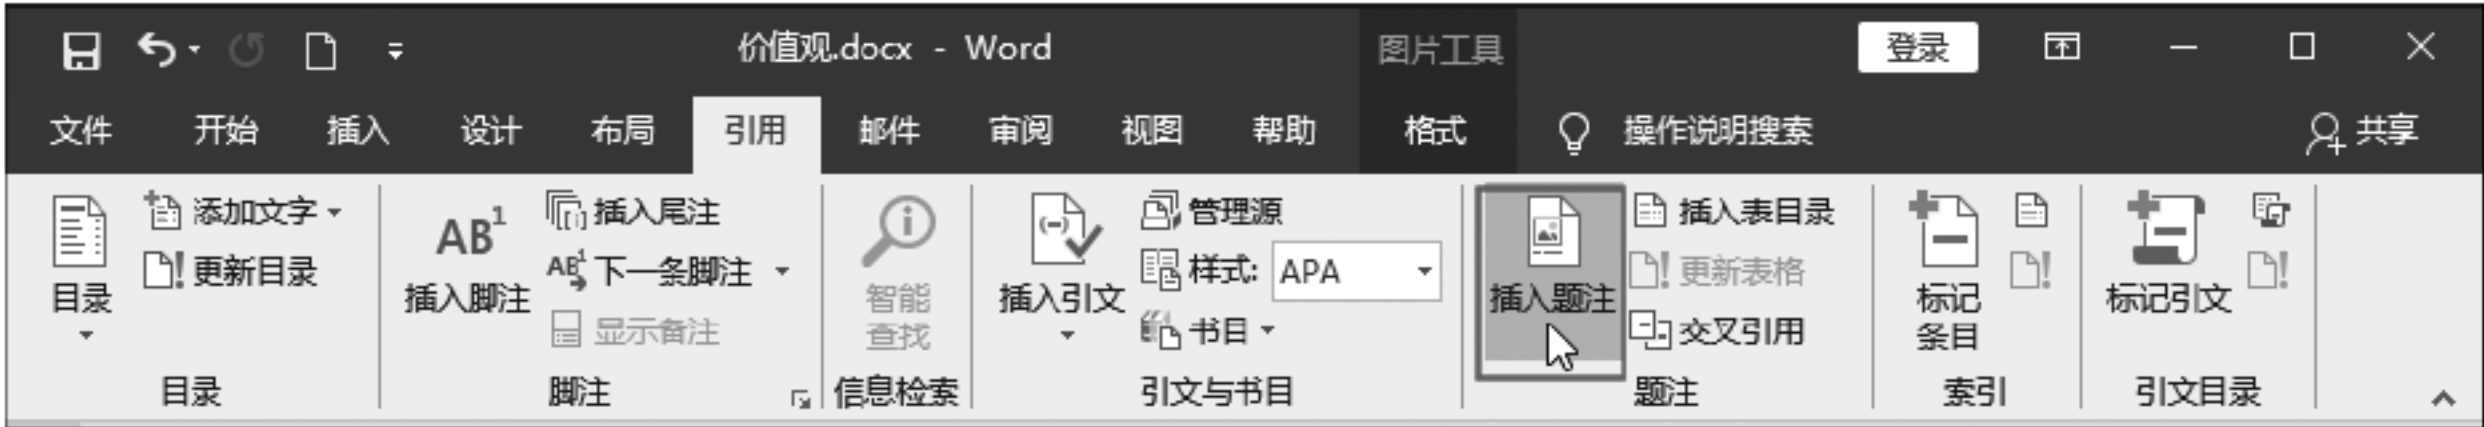 价值观.docx - Word 图片工具 登录
文件 开始 插入 设计 布局 引用 邮件 审阅 视图 帮助 格式 操作说明搜索 共享
目录
添加文字
更新目录
目录
AB1
插入脚注
插入尾注
AB1 下一条脚注
显示备注
脚注
智能
查找
信息检索
插入引文
管理源
样式: APA
书目
引文与书目
插入题注
插入表目录
更新表格
交叉引用
题注
标记
条目
索引
标记引文
引文目录